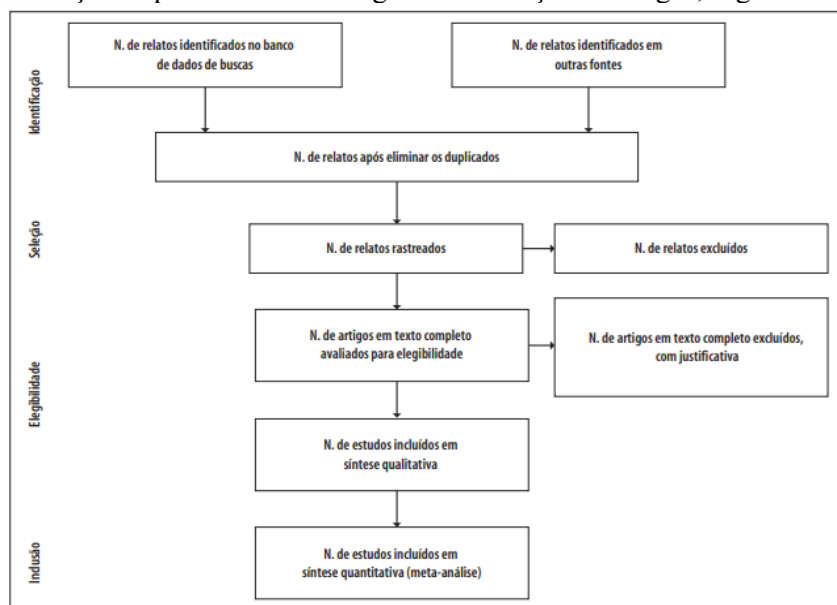 N. de relatos identificados no banco
de dados de buscas
N. de relatos identificados em
outras fontes
Identificação
N. de relatos após eliminar os duplicados
Seleção
N. de relatos rastreados
N. de relatos excluídos
N. de artigos em texto completo
avaliados para elegibilidade
N. de artigos em texto completo excluídos,
com justificativa
Elegibilidade
N. de estudos incluídos em
síntese qualitativa
Inclusão
N. de estudos incluídos em
síntese quantitativa (meta-análise)